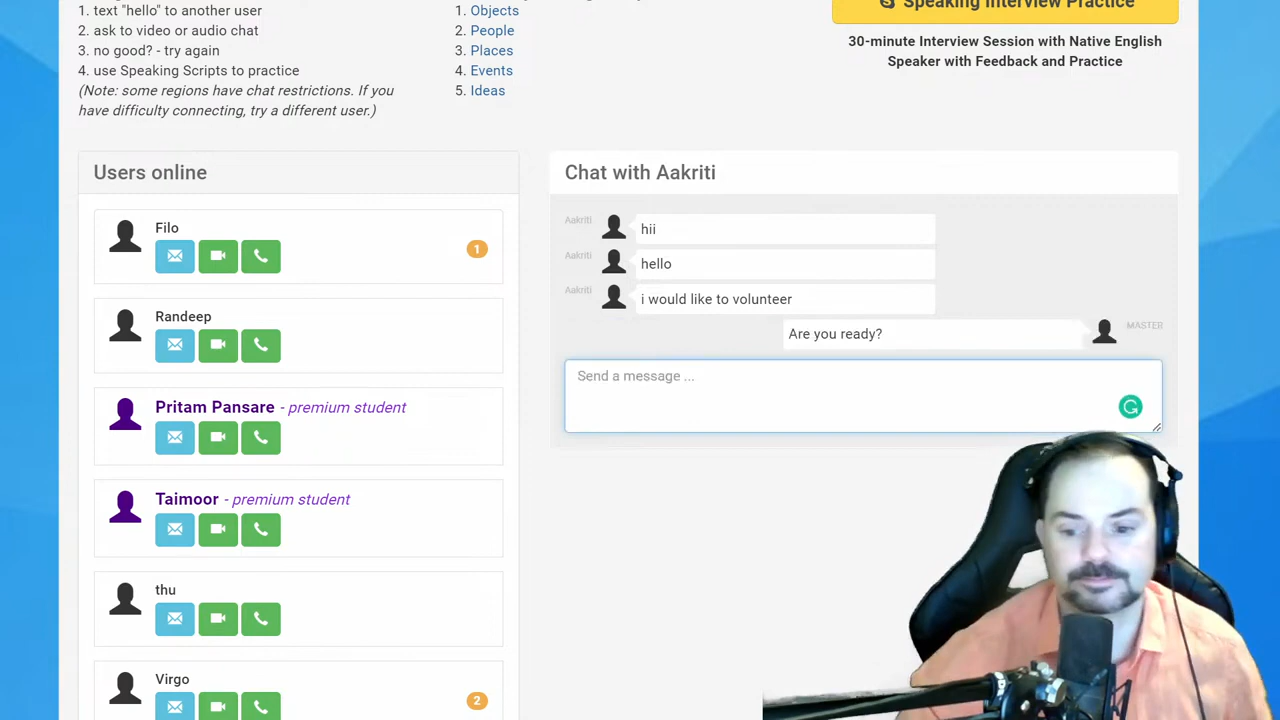 1. text "hello" to another user
2. ask to video or audio chat
3. no good? - try again
4. use Speaking Scripts to practice
(Note: some regions have chat restrictions. If you
have difficulty connecting, try a different user.)
1. Objects
2. People
3. Places
4. Events
5. Ideas
Speaking Interview Practice
30-minute Interview Session with Native English
Speaker with Feedback and Practice
Users online
Filo
1
Randeep
Pritam Pansare - premium student
Taimoor - premium student
thu
Virgo
2
Chat with Aakriti
Aakriti
hii
Aakriti
hello
Aakriti
i would like to volunteer
Are you ready?
MASTER
Send a message ...